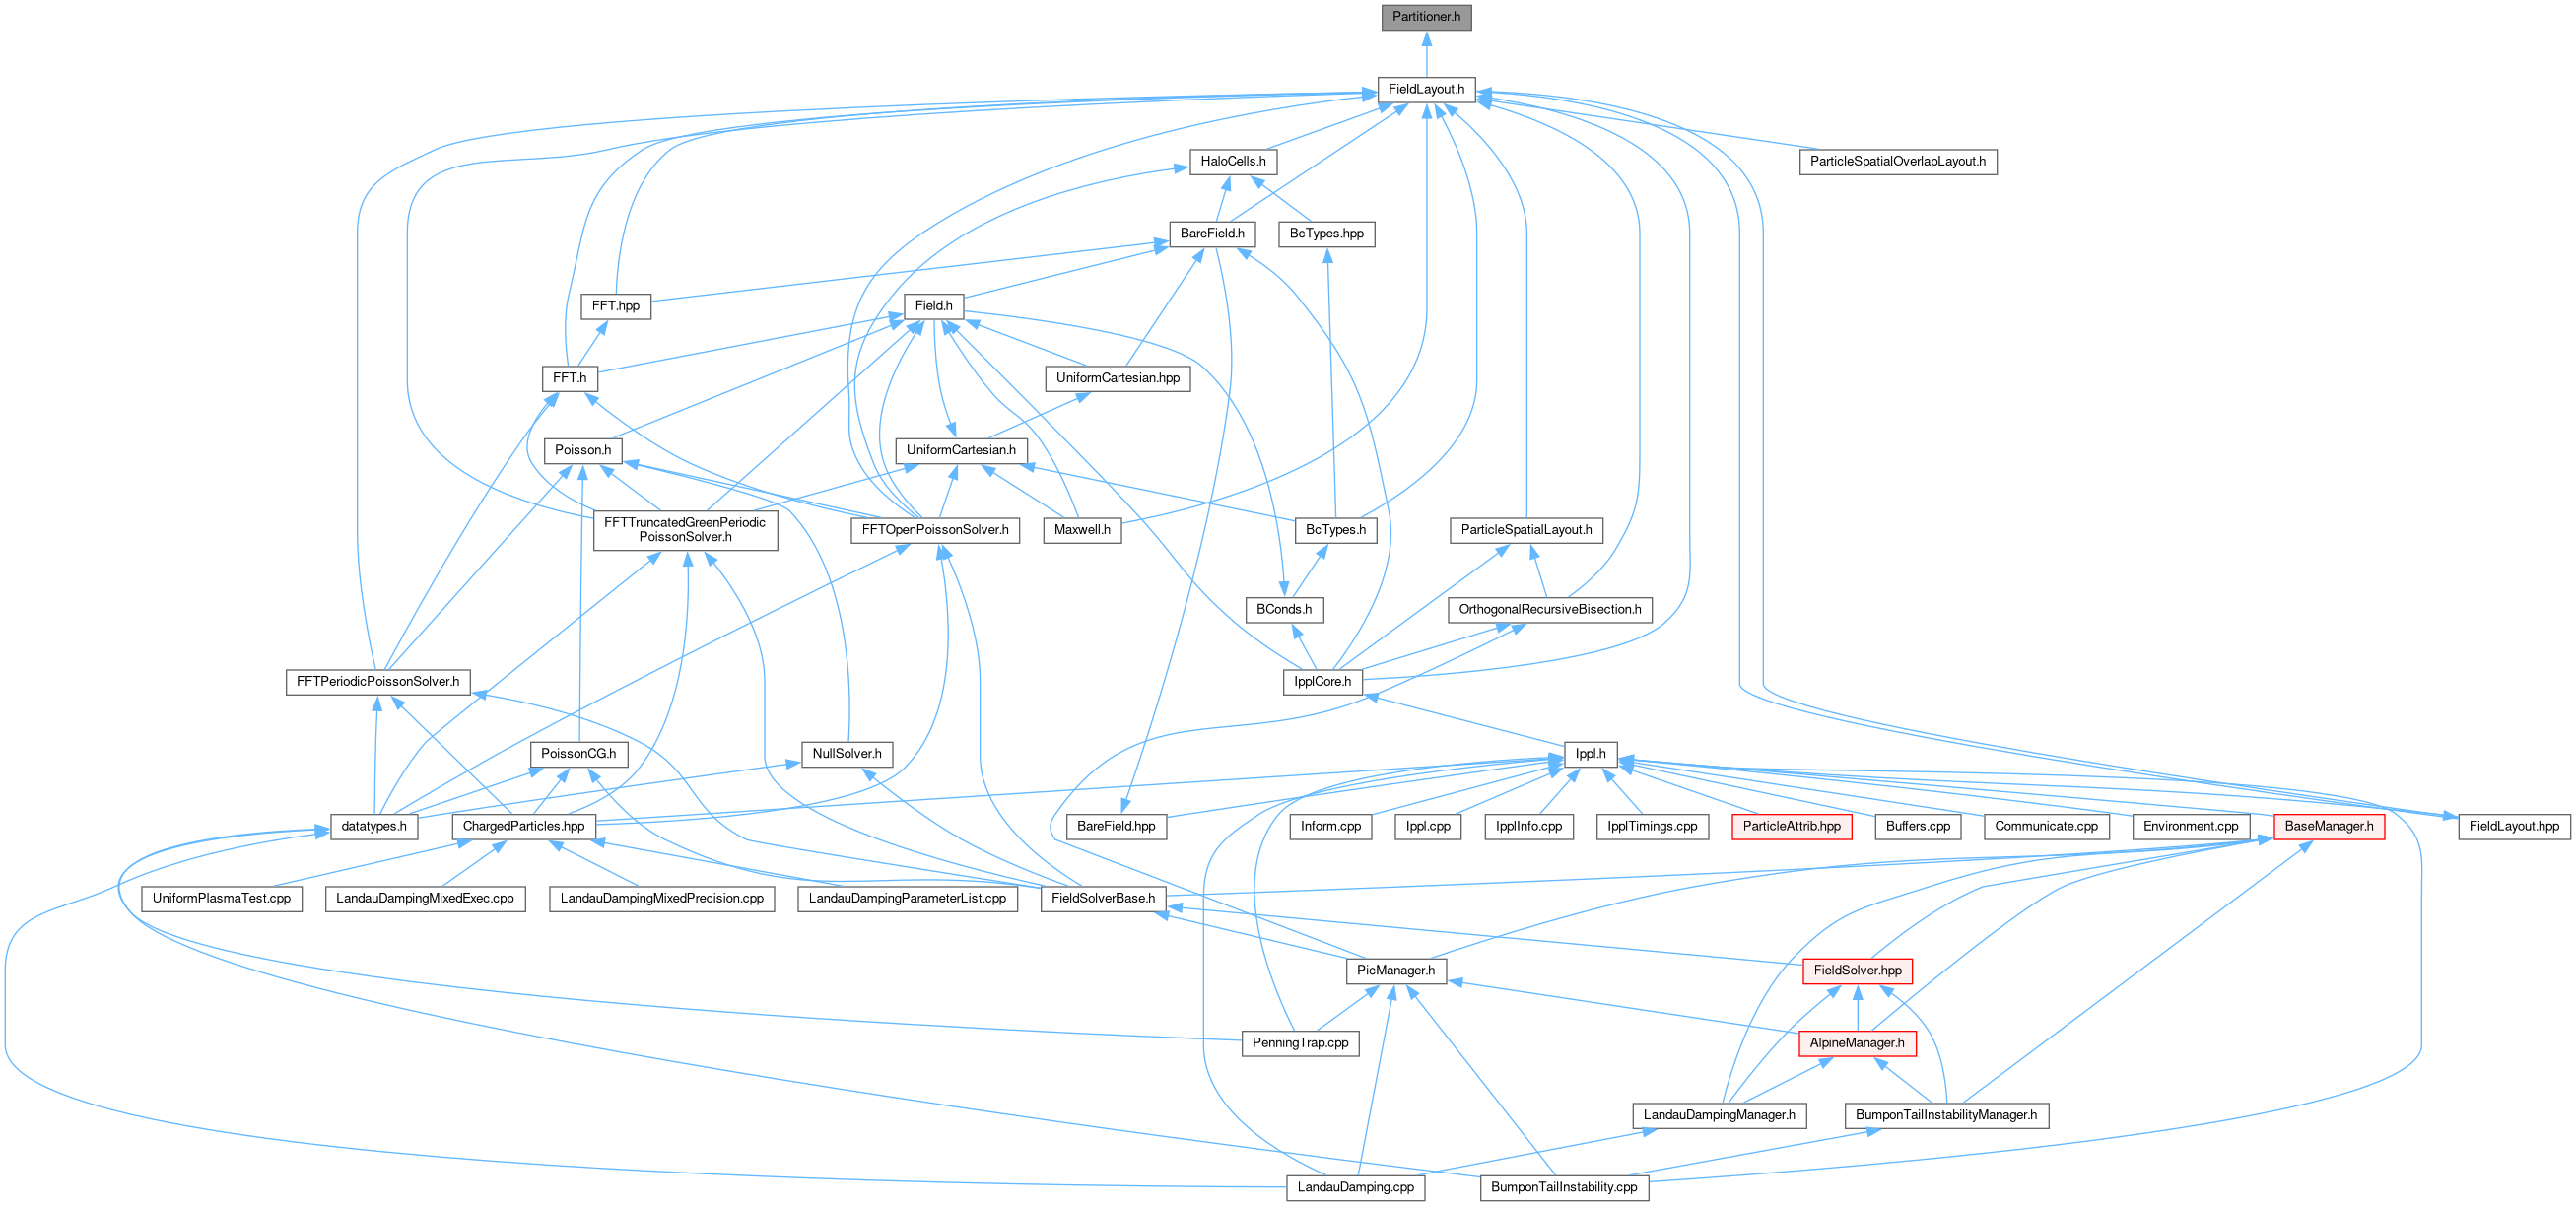 Partitioner.h
FieldLayout.h
HaloCells.h
ParticleSpatialOverlapLayout.h
BareField.h
BcTypes.hpp
FFT.hpp
Field.h
FFT.h
UniformCartesian.hpp
Poisson.h
UniformCartesian.h
FFTTruncatedGreenPeriodic
PoissonSolver.h
FFTOpenPoissonSolver.h
Maxwell.h
BcTypes.h
ParticleSpatialLayout.h
BConds.h
OrthogonalRecursiveBisection.h
FFTPeriodicPoissonSolver.h
IpplCore.h
PoissonCG.h
NullSolver.h
Ippl.h
datatypes.h
ChargedParticles.hpp
BareField.hpp
Inform.cpp
Ippl.cpp
IpplInfo.cpp
IpplTimings.cpp
ParticleAttrib.hpp
Buffers.cpp
Communicate.cpp
Environment.cpp
BaseManager.h
FieldLayout.hpp
UniformPlasmaTest.cpp
LandauDampingMixedExec.cpp
LandauDampingMixedPrecision.cpp
LandauDampingParameterList.cpp
FieldSolverBase.h
PicManager.h
FieldSolver.hpp
PenningTrap.cpp
AlpineManager.h
LandauDampingManager.h
BumponTailInstabilityManager.h
LandauDamping.cpp
BumponTailInstability.cpp